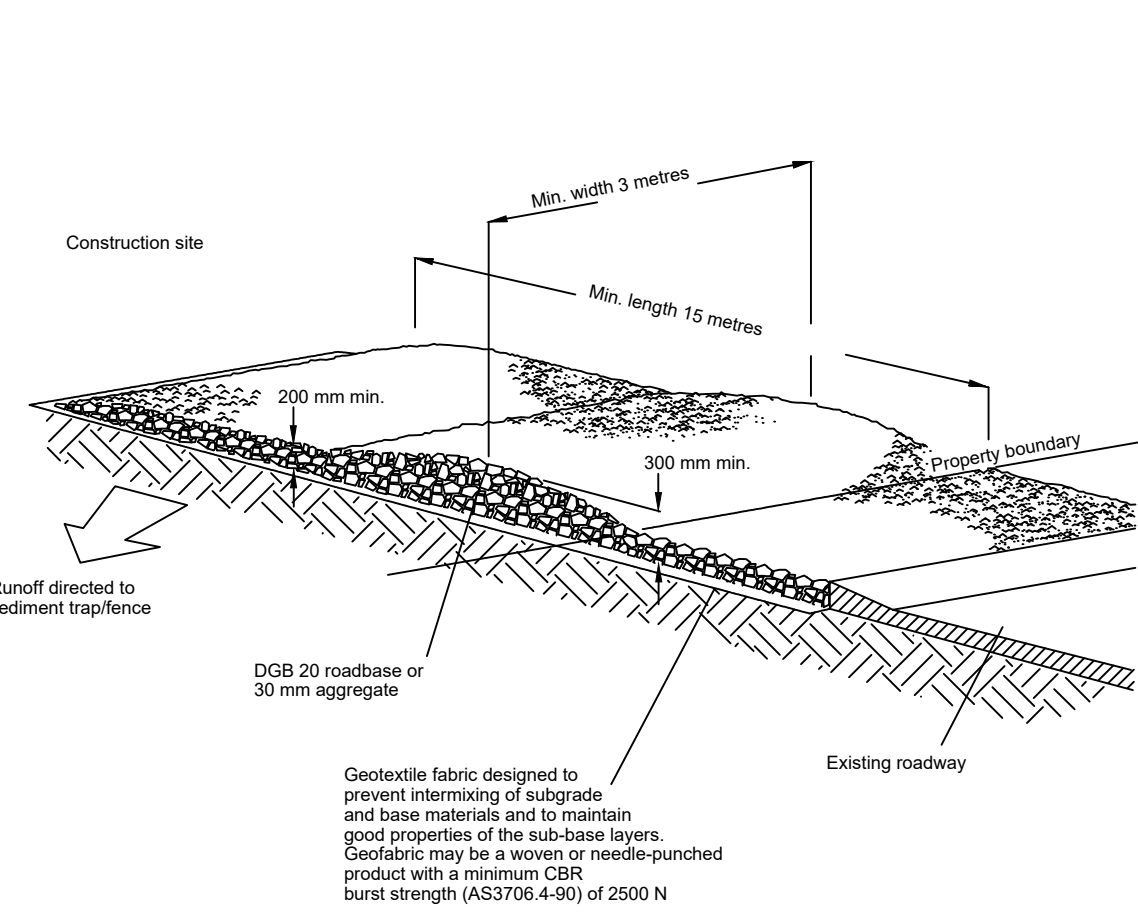 Min. width 3 metres
Construction site
Min. length 15 metres
200 mm min.
Property boundary
300 mm min.
Runoff directed to
sediment trap/fence
DGB 20 roadbase or
30 mm aggregate
Existing roadway
Geotextile fabric designed to
prevent intermixing of subgrade
and base materials and to maintain
good properties of the sub-base layers.
Geofabric may be a woven or needle-punched
product with a minimum CBR
burst strength (AS3706.4-90) of 2500 N